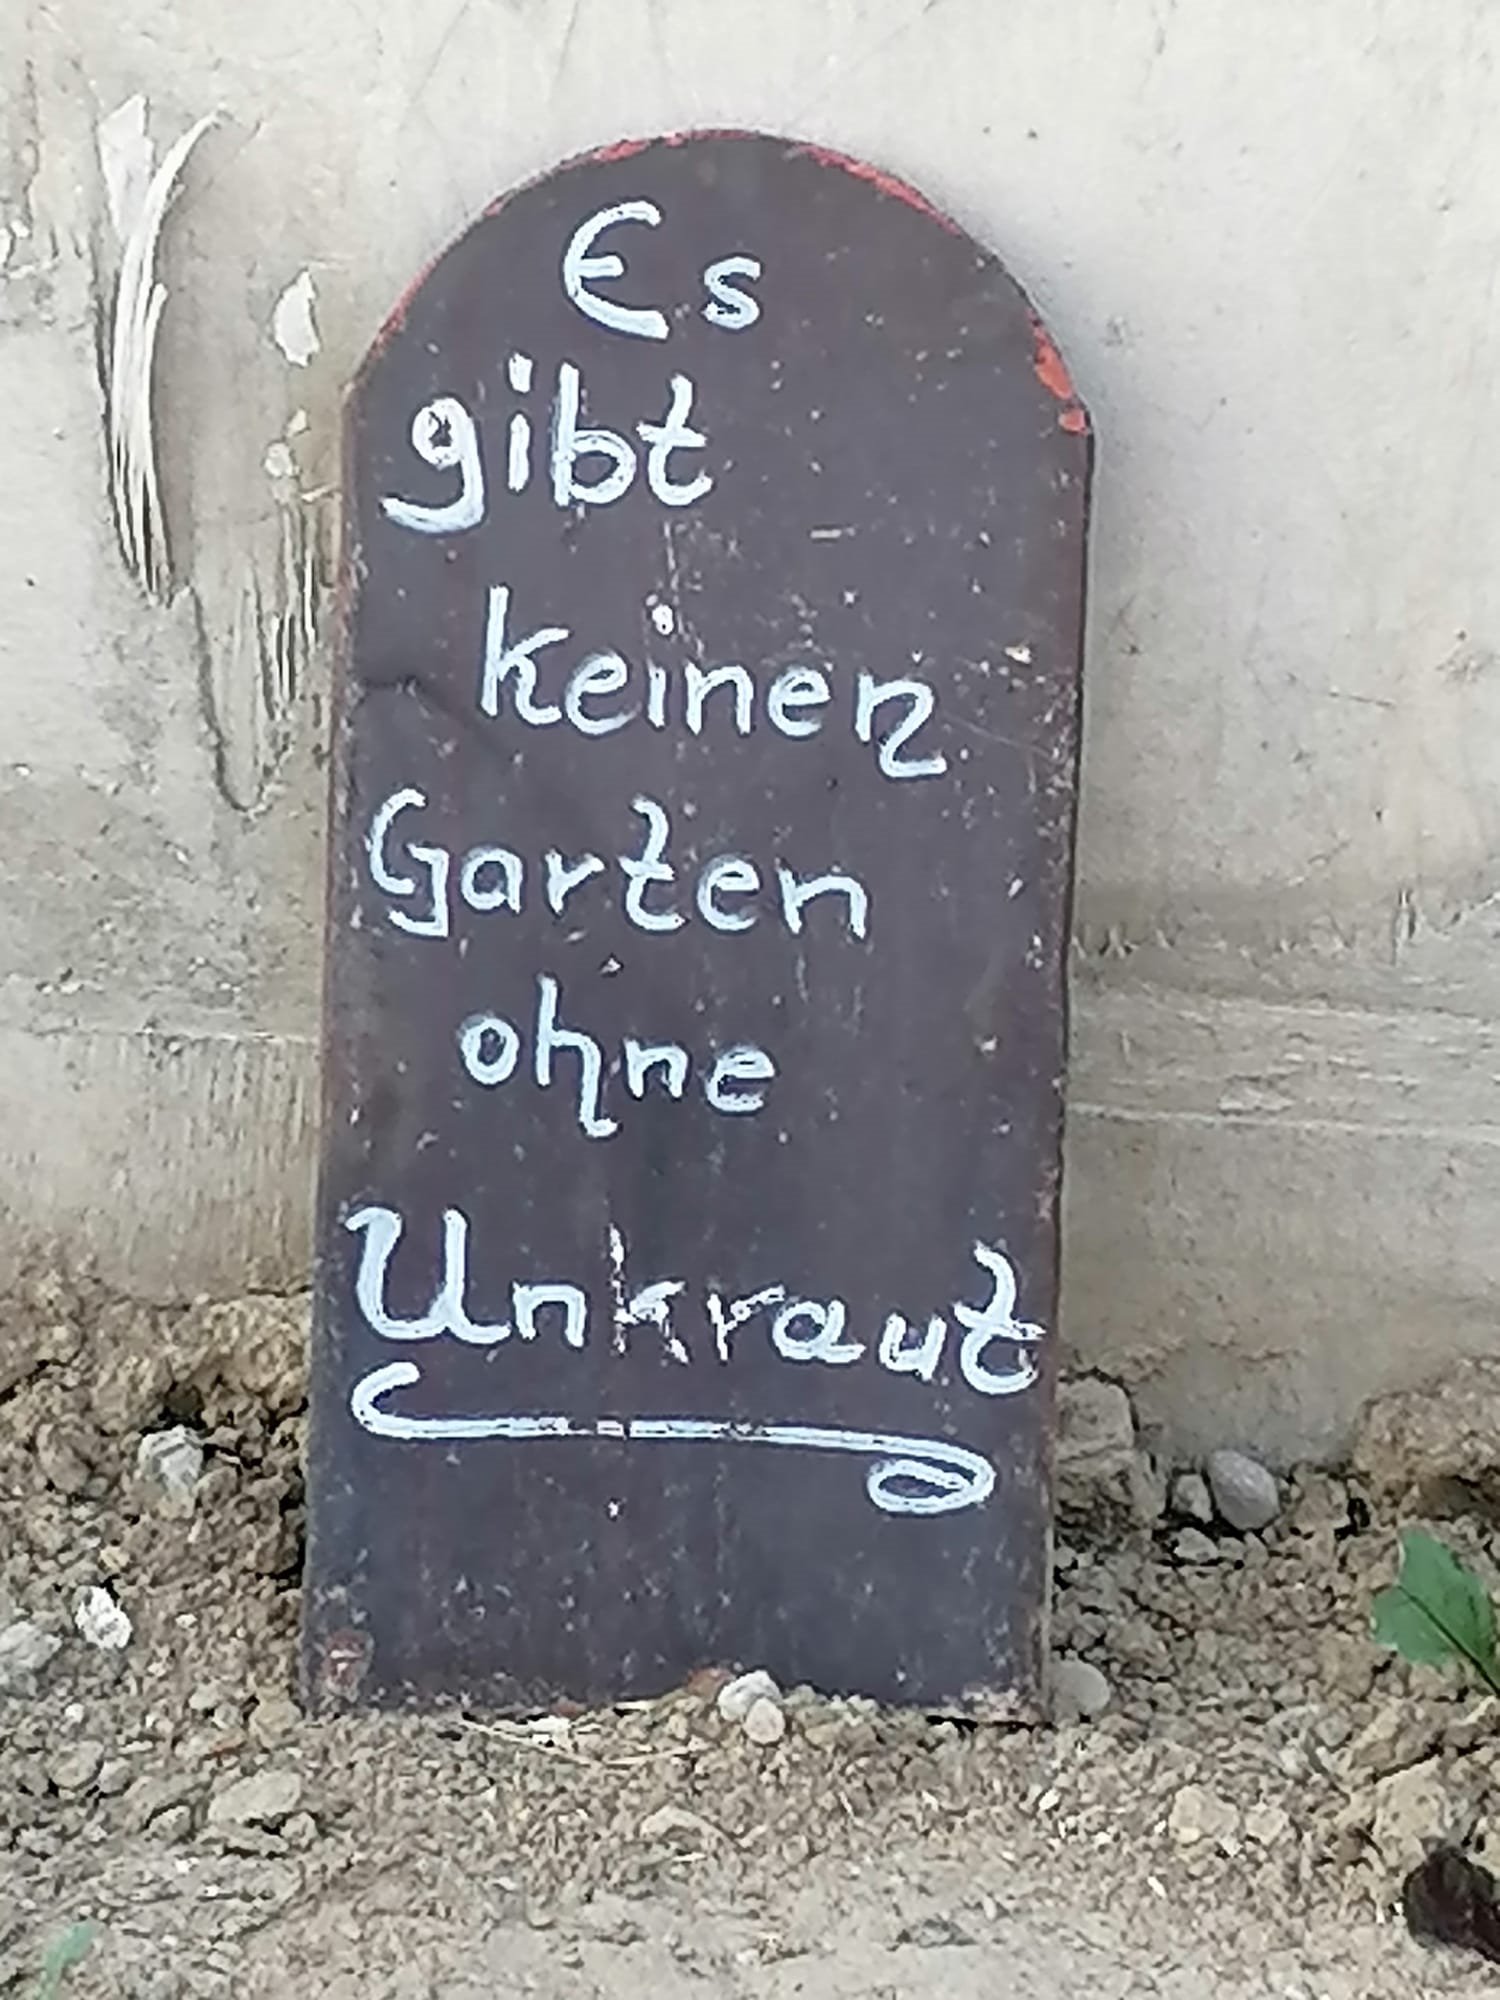 Es
gibt
keinen
Garten
ohne
Unkraut